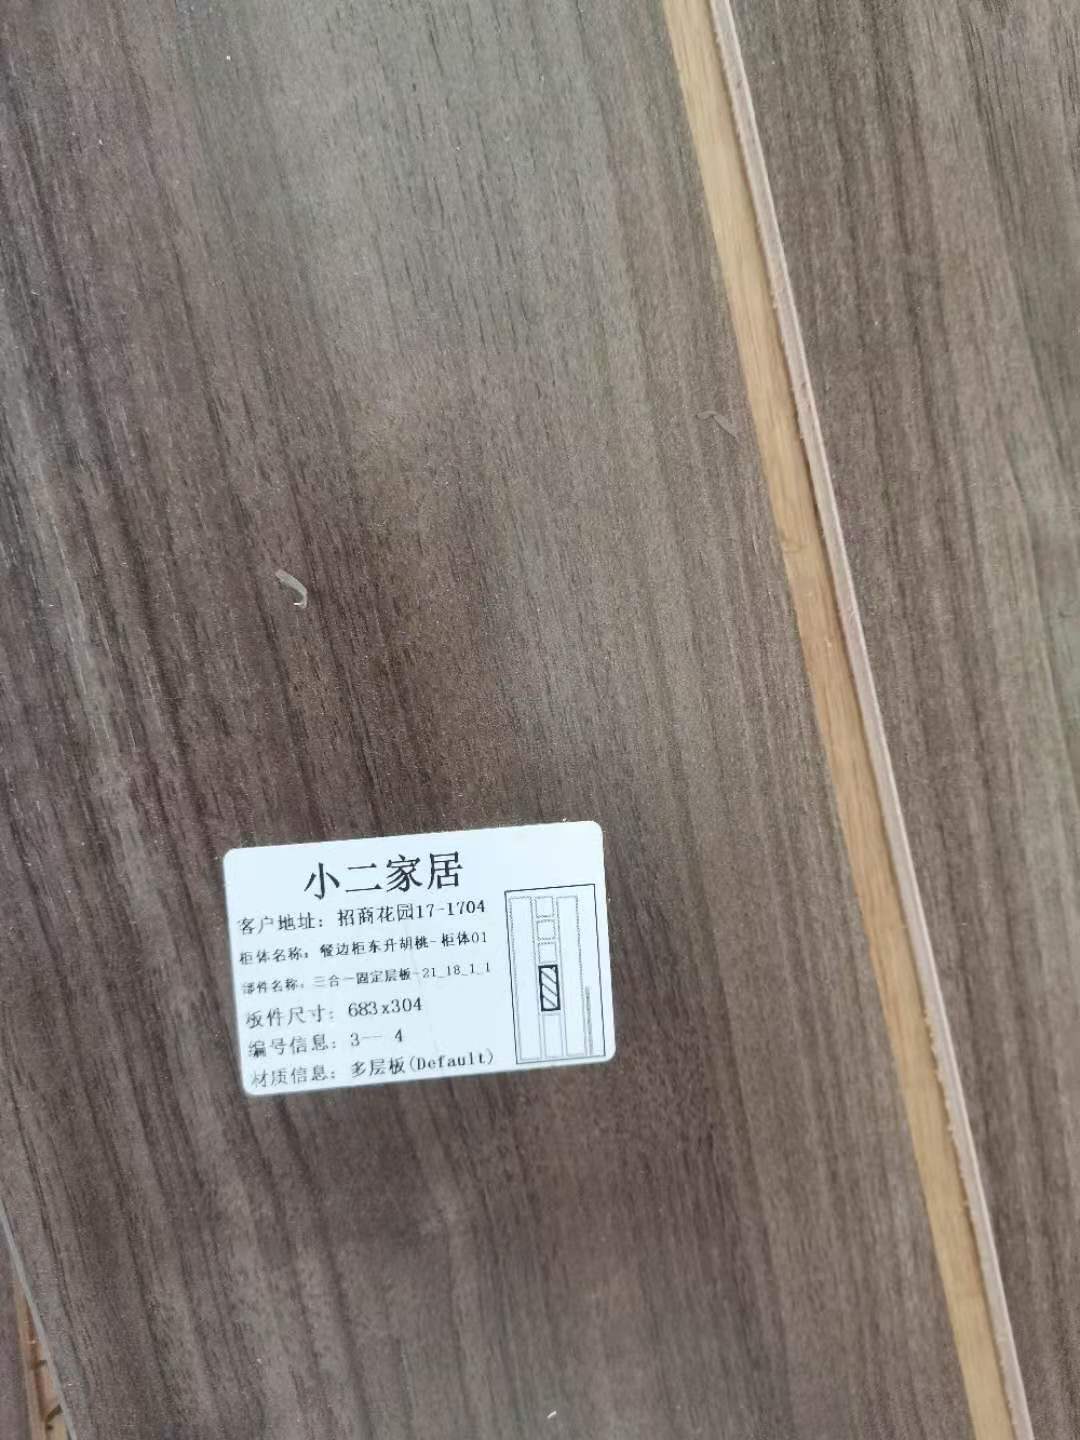 小二家居
客户地址：招商花园17-1704
柜体名称：餐边柜东升胡桃-柜体01
部件名称：三合一固定层板-21_18_1_1
板件尺寸：683x304
编号信息：3-- 4
材质信息：多层板(Default)